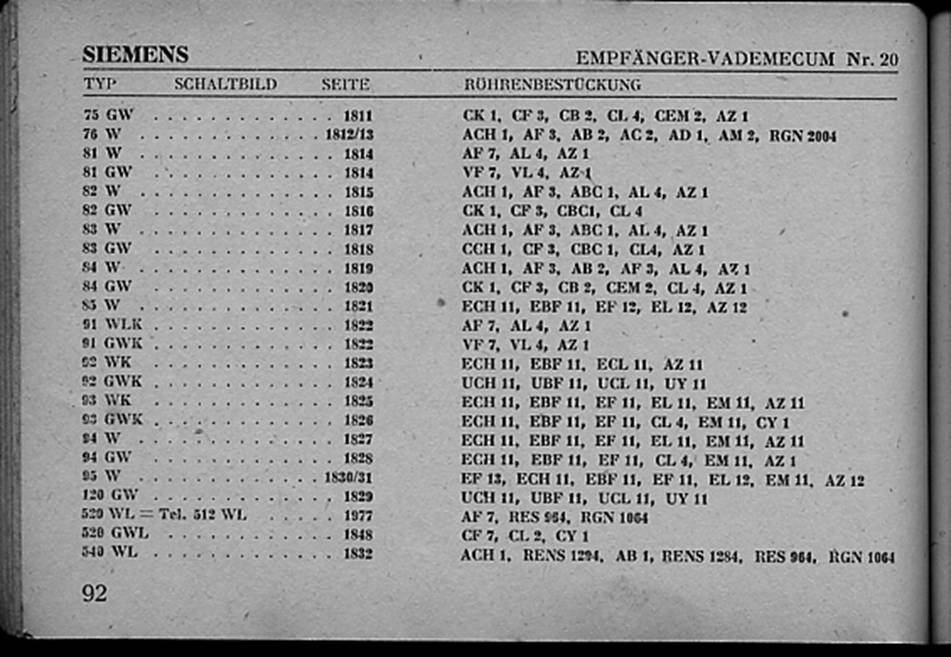 SIEMENS EMPFÄNGER-VADEMECUM Nr. 20
TYP SCHALTBILD SEITE RÖHRENBESTÜCKUNG
75 GW . . . . . . . . . . . . . 1811 CK 1, CF 3, CB 2, CL 4, CEM 2, AZ 1
76 W . . . . . . . . . . . . . 1812/13 ACH 1, AF 3, AB 2, AC 2, AD 1, AM 2, RGN 2004
81 W . . . . . . . . . . . . . 1814 AF 7, AL 4, AZ 1
81 GW . . . . . . . . . . . . . 1814 VF 7, VL 4, AZ 1
82 W . . . . . . . . . . . . . 1815 ACH 1, AF 3, ABC 1, AL 4, AZ 1
82 GW . . . . . . . . . . . . . 1816 CK 1, CF 3, CBC1, CL 4
83 W . . . . . . . . . . . . . 1817 ACH 1, AF 3, ABC 1, AL 4, AZ 1
83 GW . . . . . . . . . . . . . 1818 CCH 1, CF 3, CBC 1, CL4, AZ 1
84 W . . . . . . . . . . . . . 1819 ACH 1, AF 3, AB 2, AF 3, AL 4, AZ 1
84 GW . . . . . . . . . . . . . 1820 CK 1, CF 3, CB 2, CEM 2, CL 4, AZ 1
85 W . . . . . . . . . . . . . 1821 ECH 11, EBF 11, EF 12, EL 12, AZ 12
91 WLK . . . . . . . . . . . . . 1822 AF 7, AL 4, AZ 1
91 GWK . . . . . . . . . . . . . 1822 VF 7, VL 4, AZ 1
92 WK . . . . . . . . . . . . . 1823 ECH 11, EBF 11, ECL 11, AZ 11
92 GWK . . . . . . . . . . . . . 1824 UCH 11, UBF 11, UCL 11, UY 11
93 WK . . . . . . . . . . . . . 1825 ECH 11, EBF 11, EF 11, EL 11, EM 11, AZ 11
93 GWK . . . . . . . . . . . . . 1826 ECH 11, EBF 11, EF 11, CL 4, EM 11, CY 1
94 W . . . . . . . . . . . . . 1827 ECH 11, EBF 11, EF 11, EL 11, EM 11, AZ 11
94 GW . . . . . . . . . . . . . 1828 ECH 11, EBF 11, EF 11, CL 4, EM 11, AZ 1
95 W . . . . . . . . . . . . . 1830/31 EF 13, ECH 11, EBF 11, EF 11, EL 12, EM 11, AZ 12
120 GW . . . . . . . . . . . . . 1829 UCH 11, UBF 11, UCL 11, UY 11
520 WL = Tel. 512 WL . . . . . 1977 AF 7, RES 964, RGN 1064
520 GWL . . . . . . . . . . . . 1848 CF 7, CL 2, CY 1
540 WL . . . . . . . . . . . . . 1832 ACH 1, RENS 1294, AB 1, RENS 1284, RES 964, RGN 1064
92